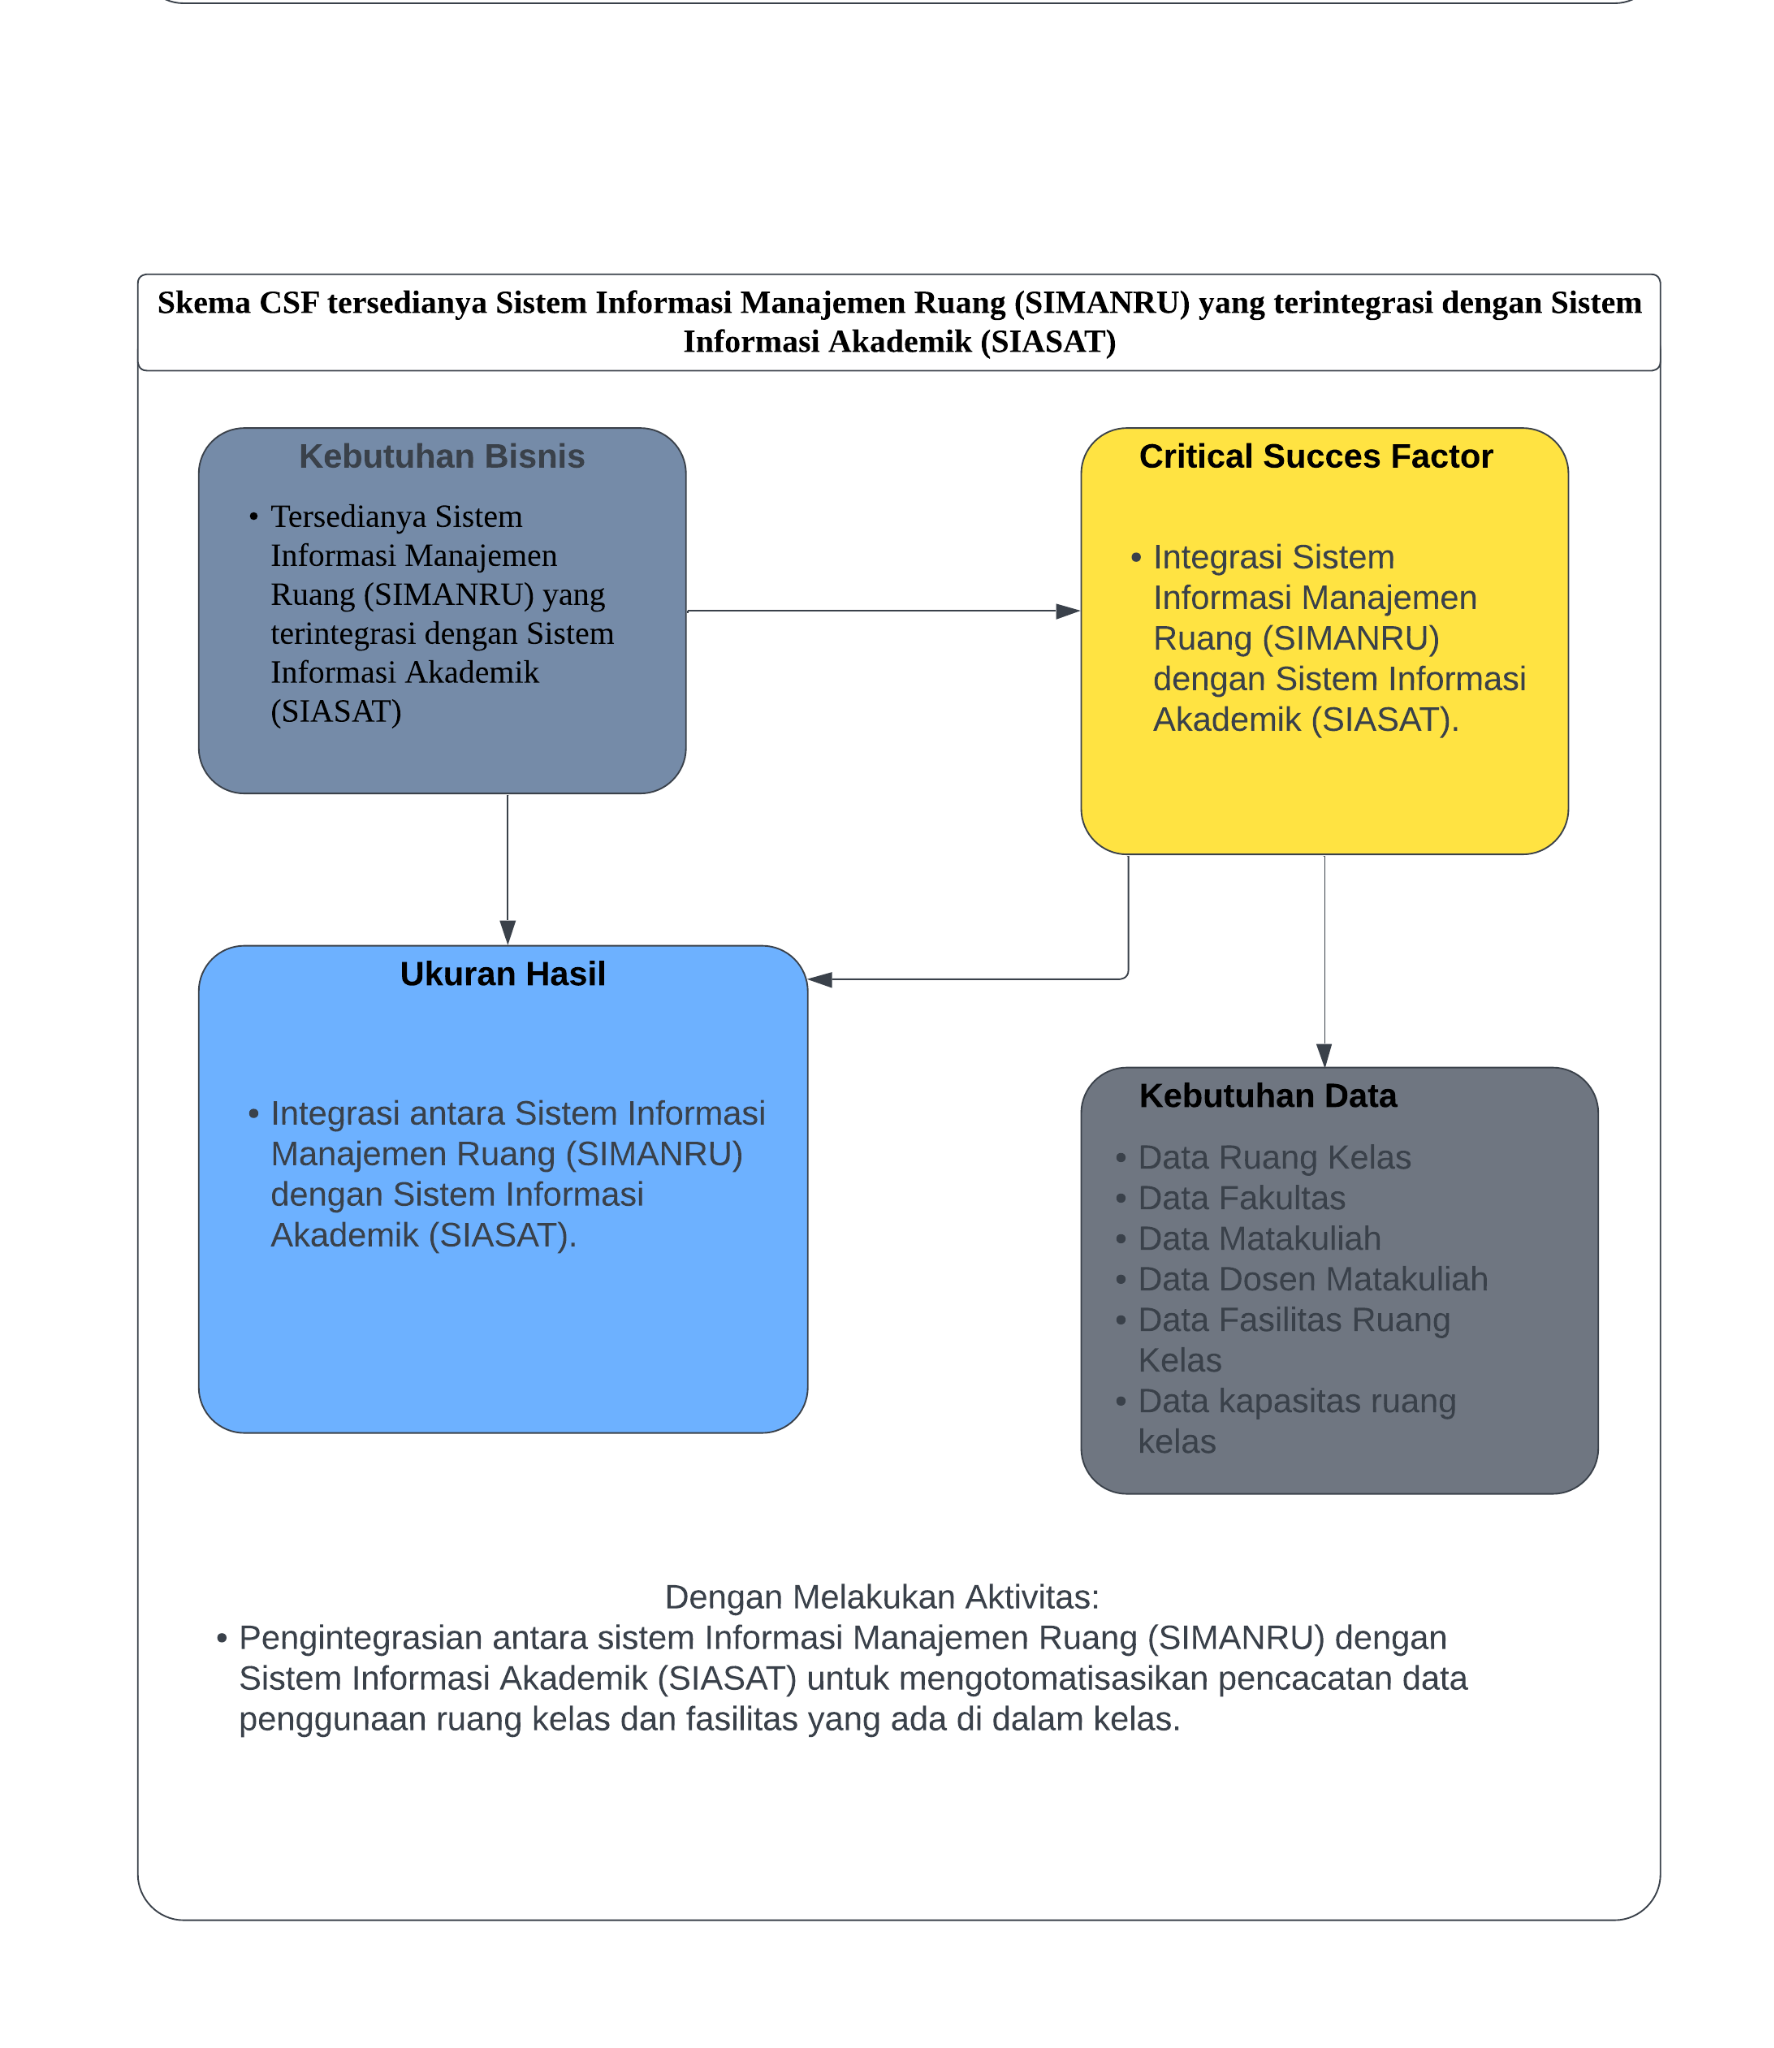 Skema CSF tersedianya Sistem Informasi Manajemen Ruang (SIMANRU) yang terintegrasi dengan Sistem
Informasi Akademik (SIASAT)
Kebutuhan Bisnis
• Tersedianya Sistem
Informasi Manajemen
Ruang (SIMANRU) yang
terintegrasi dengan Sistem
Informasi Akademik
(SIASAT)
Critical Succes Factor
• Integrasi Sistem
Informasi Manajemen
Ruang (SIMANRU)
dengan Sistem Informasi
Akademik (SIASAT).
Ukuran Hasil
• Integrasi antara Sistem Informasi
Manajemen Ruang (SIMANRU)
dengan Sistem Informasi
Akademik (SIASAT).
Kebutuhan Data
• Data Ruang Kelas
• Data Fakultas
• Data Matakuliah
• Data Dosen Matakuliah
• Data Fasilitas Ruang
Kelas
• Data kapasitas ruang
kelas
Dengan Melakukan Aktivitas:
• Pengintegrasian antara sistem Informasi Manajemen Ruang (SIMANRU) dengan
Sistem Informasi Akademik (SIASAT) untuk mengotomatisasikan pencacatan data
penggunaan ruang kelas dan fasilitas yang ada di dalam kelas.